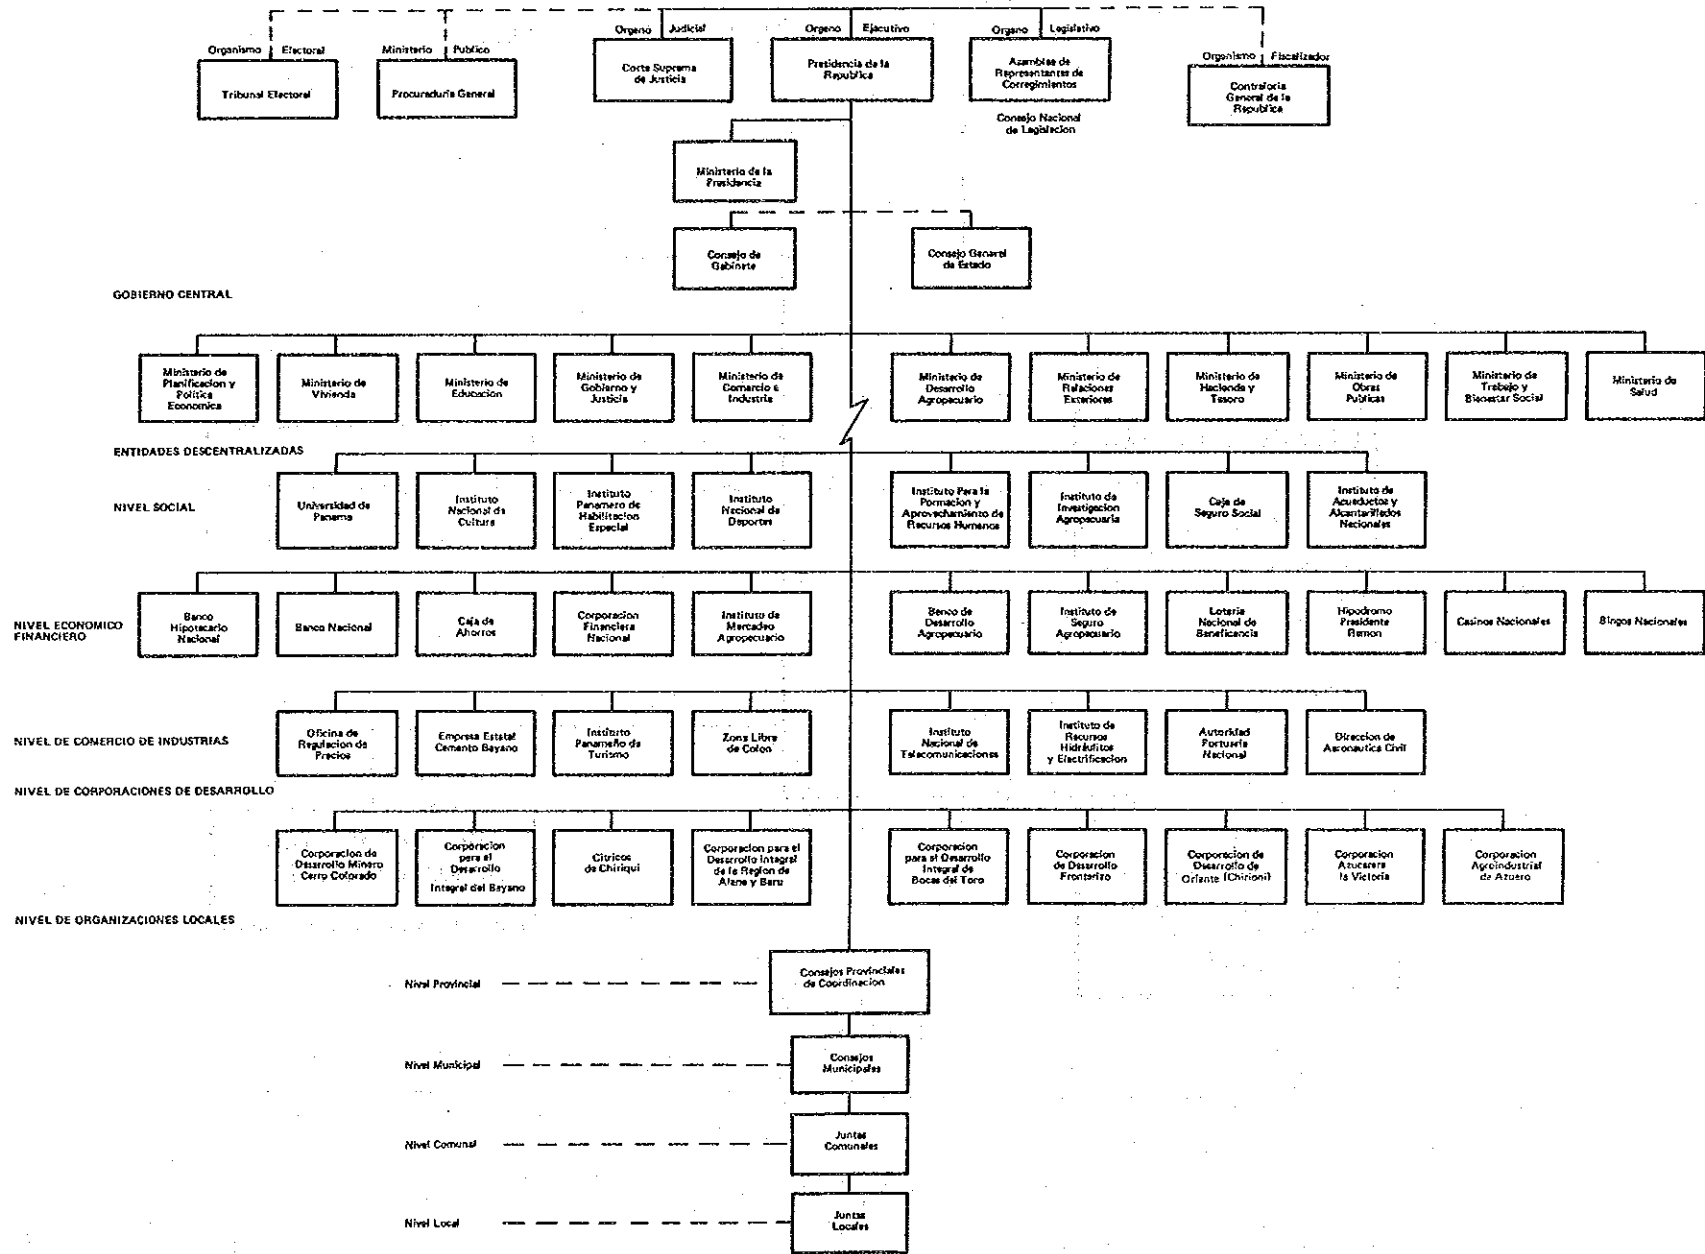 Organo Judicial
Organo Ejecutivo
Organo Legislativo
Organismo Electoral
Ministerio Publico
Organismo Fiscalizador
Tribunal Electoral
Procuraduria General
Corte Suprema
de Justicia
Presidencia de la
Republica
Asamblea de
Representantes de
Corregimientos
Consejo Nacional
de Legislacion
Contraloria
General de la
Republica
Ministerio de la
Presidencia
Consejo de
Gabinete
Consejo General
de Estado
GOBIERNO CENTRAL
Ministerio de
Planificacion y
Politica
Economica
Ministerio de
Vivienda
Ministerio de
Educacion
Ministerio de
Gobierno y
Justicia
Ministerio de
Comercio e
Industria
Ministerio de
Desarrollo
Agropecuario
Ministerio de
Relaciones
Exteriores
Ministerio de
Hacienda y
Tesoro
Ministerio de
Obras
Publicas
Ministerio de
Trabajo y
Bienestar Social
Ministerio de
Salud
ENTIDADES DESCENTRALIZADAS
NIVEL SOCIAL
Universidad de
Panama
Instituto
Nacional de
Cultura
Instituto
Panameno de
Habilitacion
Especial
Instituto
Nacional de
Deportes
Instituto Para la
Formacion y
Aprovechamiento de
Recursos Humanos
Instituto de
Investigacion
Agropecuaria
Caja de
Seguro Social
Instituto de
Acueductos y
Alcantarillados
Nacionales
NIVEL ECONOMICO
FINANCIERO
Banco
Hipotecario
Nacional
Banco Nacional
Caja de
Ahorros
Corporacion
Financiera
Nacional
Instituto de
Mercadeo
Agropecuario
Banco de
Desarrollo
Agropecuario
Instituto de
Seguro
Agropecuario
Loteria
Nacional de
Beneficencia
Hipodromo
Presidente
Remon
Casinos Nacionales
Bingos Nacionales
NIVEL DE COMERCIO DE INDUSTRIAS
Oficina de
Regulacion de
Precios
Empresa Estatal
Cemento Bayano
Instituto
Panameño de
Turismo
Zona Libre
de Colon
Instituto
Nacional de
Telecomunicaciones
Instituto de
Recursos
Hidráulicos
y Electrificacion
Autoridad
Portuaria
Nacional
Direccion de
Aeronautica Civil
NIVEL DE CORPORACIONES DE DESARROLLO
Corporacion de
Desarrollo Minero
Cerro Colorado
Corporacion
para el
Desarrollo
Integral del Bayano
Citricos
de Chiriqui
Corporacion para el
Desarrollo Integral
de la Region de
Alane y Baru
Corporacion
para el Desarrollo
Integral de
Bocas del Toro
Corporacion
de Desarrollo
Fronterizo
Corporacion de
Desarrollo de
Oriente (Chirioni)
Corporacion
Azucarera
la Victoria
Corporacion
Agroindustrial
de Azuero
NIVEL DE ORGANIZACIONES LOCALES
Nivel Provincial
Consejos Provinciales
de Coordinacion
Nivel Municipal
Consejos
Municipales
Nivel Comunal
Juntas
Comunales
Nivel Local
Juntas
Locales